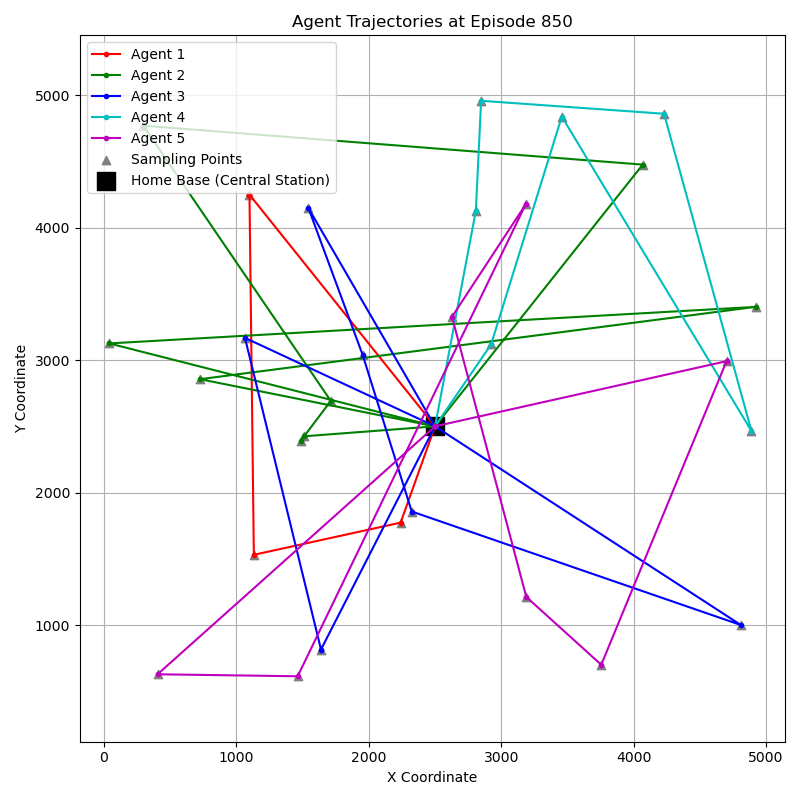 Agent Trajectories at Episode 850
Agent 1
Agent 2
Agent 3
Agent 4
Agent 5
Sampling Points
Home Base (Central Station)
5000
4000
3000
2000
1000
Y Coordinate
0 1000 2000 3000 4000 5000
X Coordinate